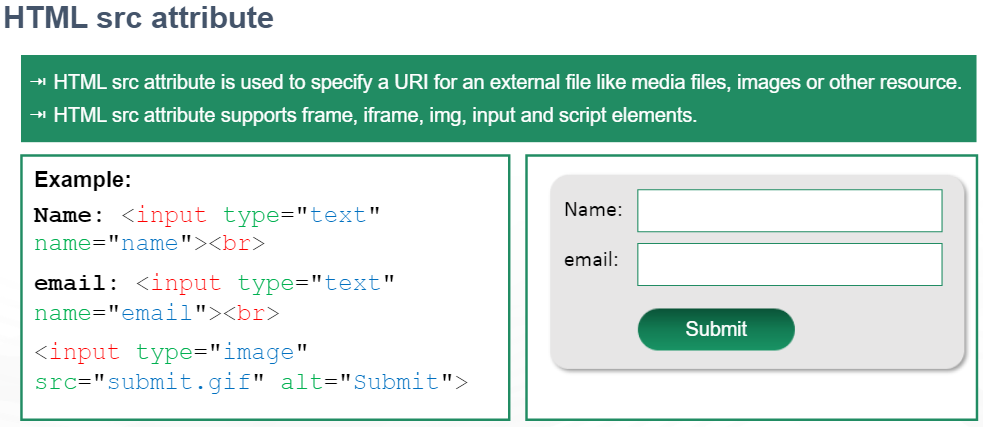 HTML src attribute
⇥ HTML src attribute is used to specify a URI for an external file like media files, images or other resource.
⇥ HTML src attribute supports frame, iframe, img, input and script elements.
Example:
Name: <input type="text"
name="name"><br>
email: <input type="text"
name="email"><br>
<input type="image"
src="submit.gif" alt="Submit">
Name:
email:
Submit